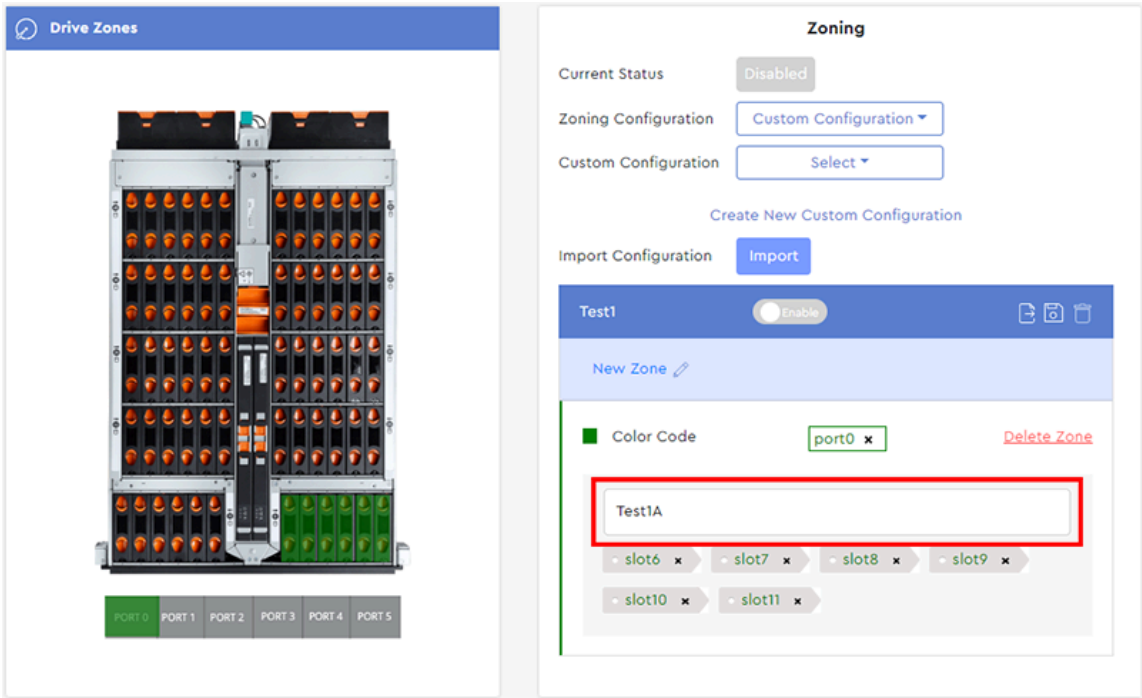 Drive Zones
PORT 0 PORT 1 PORT 2 PORT 3 PORT 4 PORT 5
Zoning
Current Status Disabled
Zoning Configuration Custom Configuration
Custom Configuration Select
Create New Custom Configuration
Import Configuration Import
Test1 Enable
New Zone
Color Code port0 × Delete Zone
Test1A
slot6 × slot7 × slot8 × slot9 ×
slot10 × slot11 ×